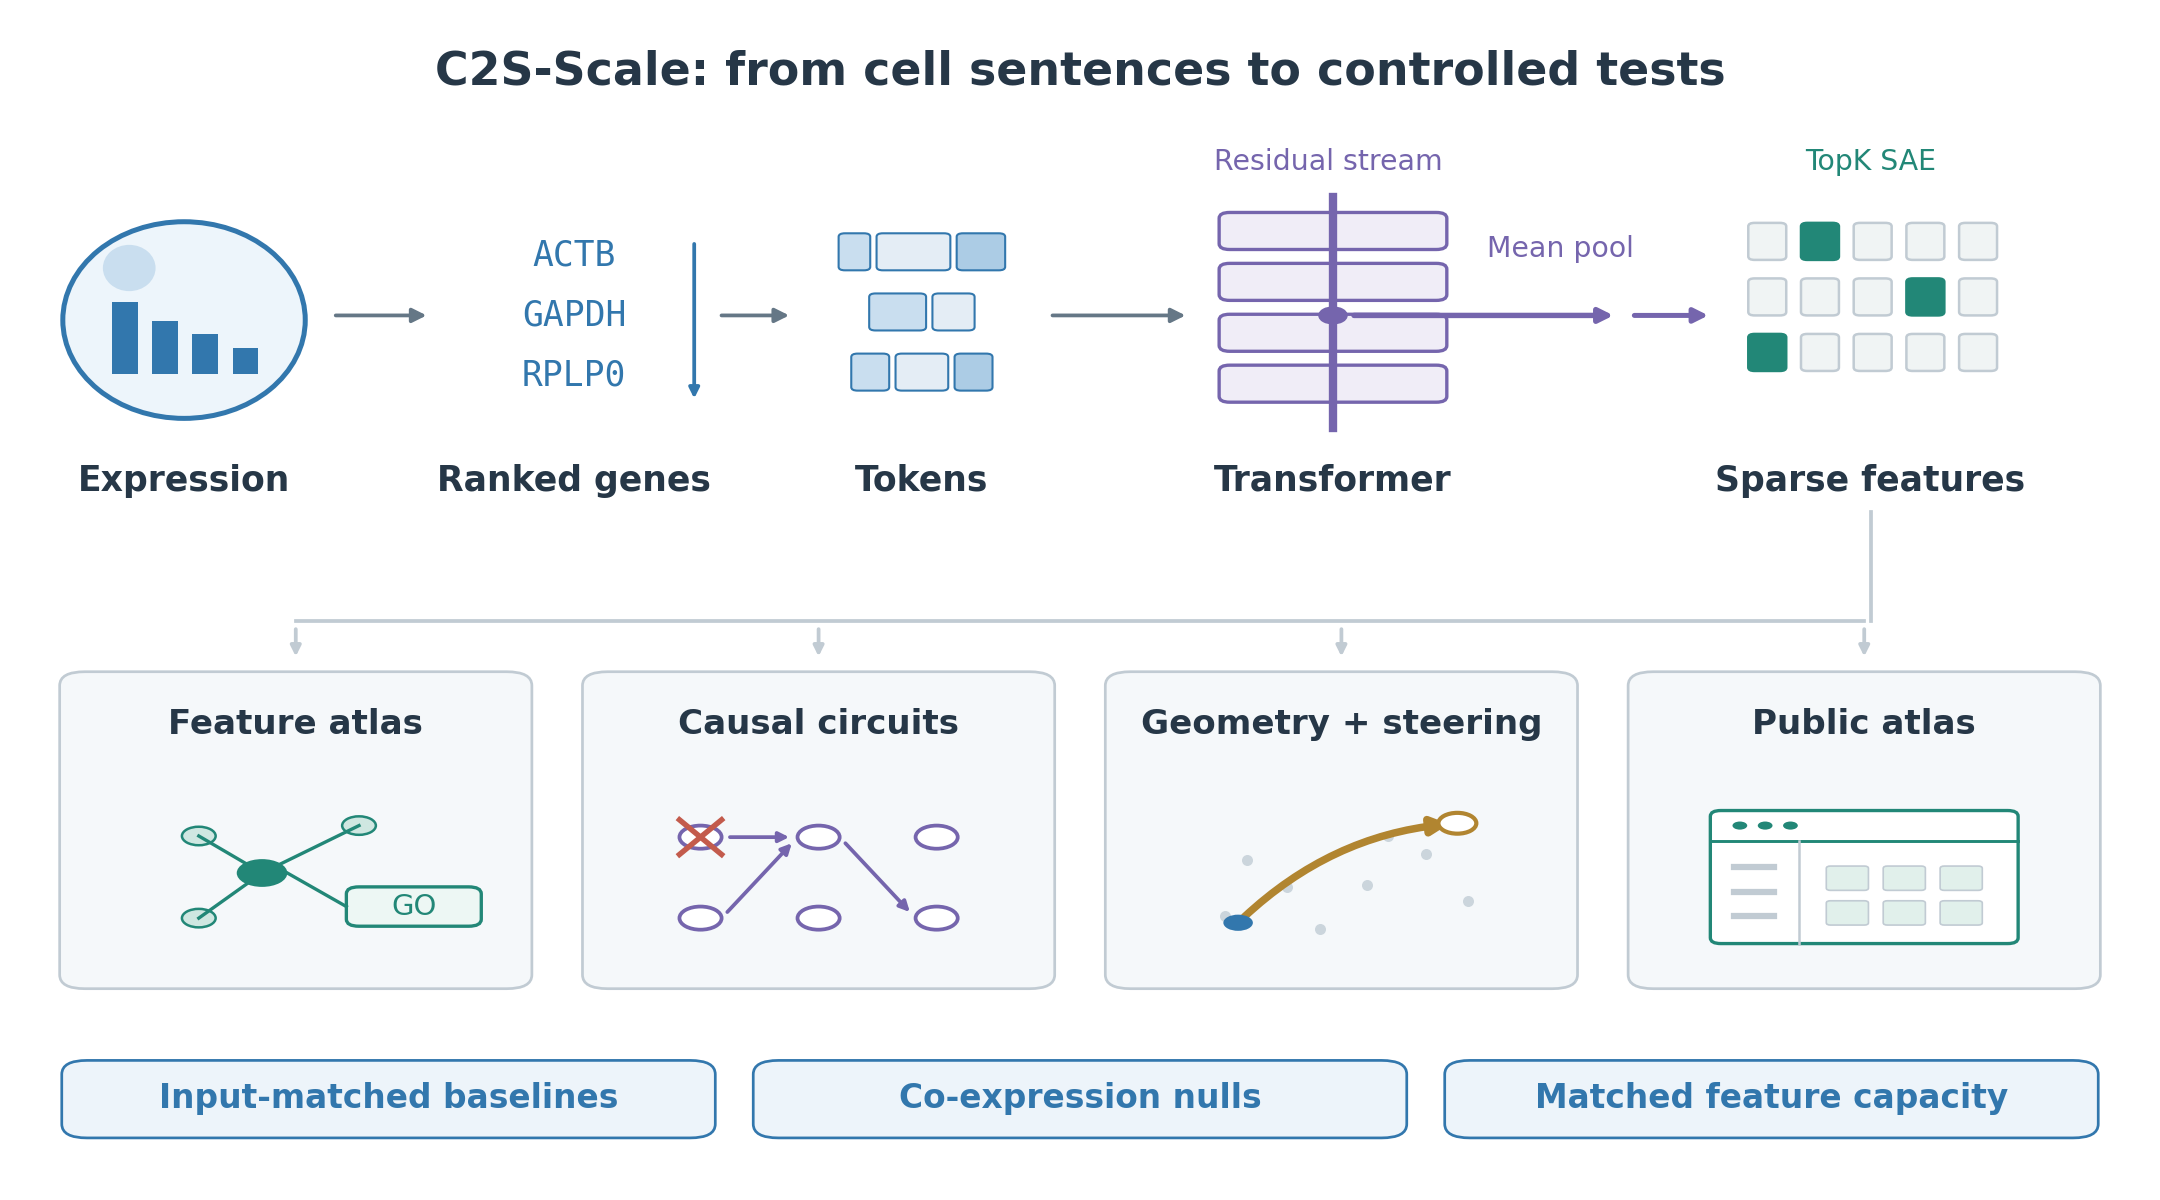 C2S-Scale: from cell sentences to controlled tests
Residual stream
TopK SAE
Mean pool
ACTB
GAPDH
RPLP0
Expression
Ranked genes
Tokens
Transformer
Sparse features
Feature atlas
Causal circuits
Geometry + steering
Public atlas
GO
Input-matched baselines
Co-expression nulls
Matched feature capacity